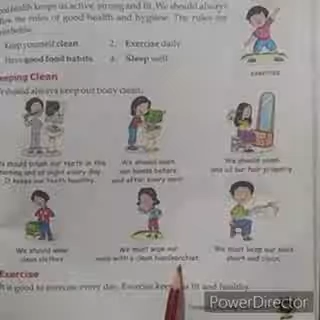 good health keeps us active, strong and fit. We should always
the rules of good health and hygiene. The rules are
Keep yourself clean 2. Exercise daily
Have good food habits 4. Sleep well
exercise
Keeping Clean
should always keep our body clean.
We should brush our teeth in the
morning and at night every day.
It keeps our teeth healthy.
We should wash
our hands before
and after every meal
We should comb
our hair properly
We should wear
clean clothes
We must wipe our
nose with a clean handkerchief
We must keep our nails
short and clean
Exercise
It is good to exercise every day. Exercise keeps us fit and healthy.
PowerDirector